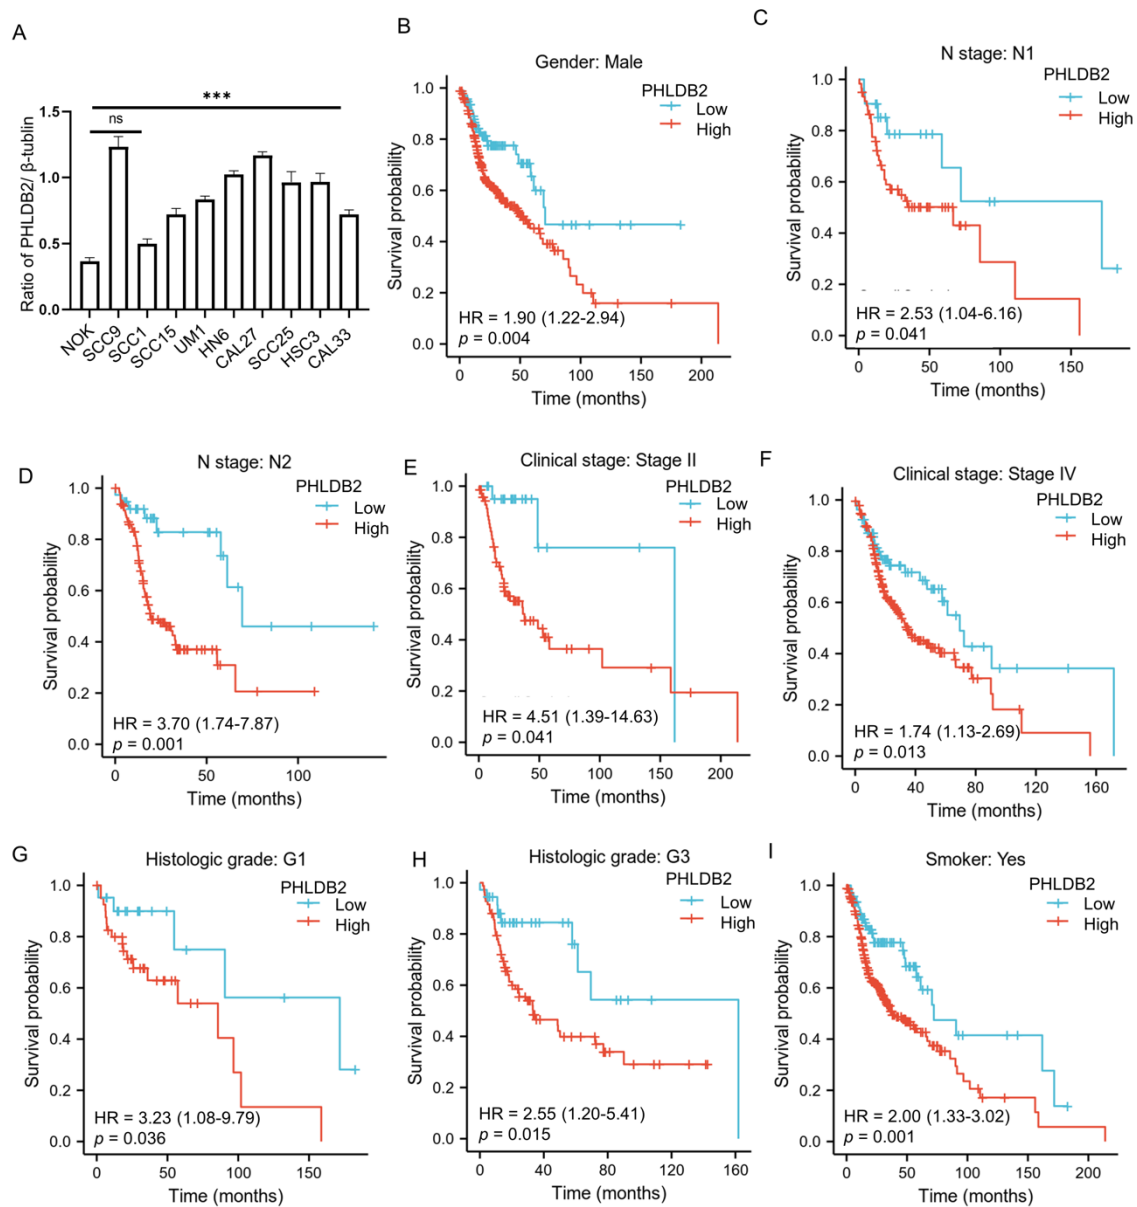 A
***
ns
Ratio of PHLDB2/ β-tublin
1.5
1.0
0.5
0.0
NOK
SCC9
SCC1
SCC15
UM1
HN6
CAL27
SCC25
HSC3
CAL33
B
Gender: Male
PHLDB2
Low
High
Survival probability
1.0
0.8
0.6
0.4
0.2
0.0
HR = 1.90 (1.22-2.94)
p = 0.004
0 50 100 150 200
Time (months)
C
N stage: N1
PHLDB2
Low
High
Survival probability
1.0
0.8
0.6
0.4
0.2
0.0
HR = 2.53 (1.04-6.16)
p = 0.041
0 50 100 150
Time (months)
D
N stage: N2
PHLDB2
Low
High
Survival probability
1.0
0.8
0.6
0.4
0.2
0.0
HR = 3.70 (1.74-7.87)
p = 0.001
0 50 100
Time (months)
E
Clinical stage: Stage II
PHLDB2
Low
High
Survival probability
1.0
0.8
0.6
0.4
0.2
0.0
HR = 4.51 (1.39-14.63)
p = 0.041
0 50 100 150 200
Time (months)
F
Clinical stage: Stage IV
PHLDB2
Low
High
Survival probability
1.0
0.8
0.6
0.4
0.2
0.0
HR = 1.74 (1.13-2.69)
p = 0.013
0 40 80 120 160
Time (months)
G
Histologic grade: G1
PHLDB2
Low
High
Survival probability
1.0
0.8
0.6
0.4
0.2
0.0
HR = 3.23 (1.08-9.79)
p = 0.036
0 50 100 150
Time (months)
H
Histologic grade: G3
PHLDB2
Low
High
Survival probability
1.0
0.8
0.6
0.4
0.2
0.0
HR = 2.55 (1.20-5.41)
p = 0.015
0 40 80 120 160
Time (months)
I
Smoker: Yes
PHLDB2
Low
High
Survival probability
1.0
0.8
0.6
0.4
0.2
0.0
HR = 2.00 (1.33-3.02)
p = 0.001
0 50 100 150 200
Time (months)